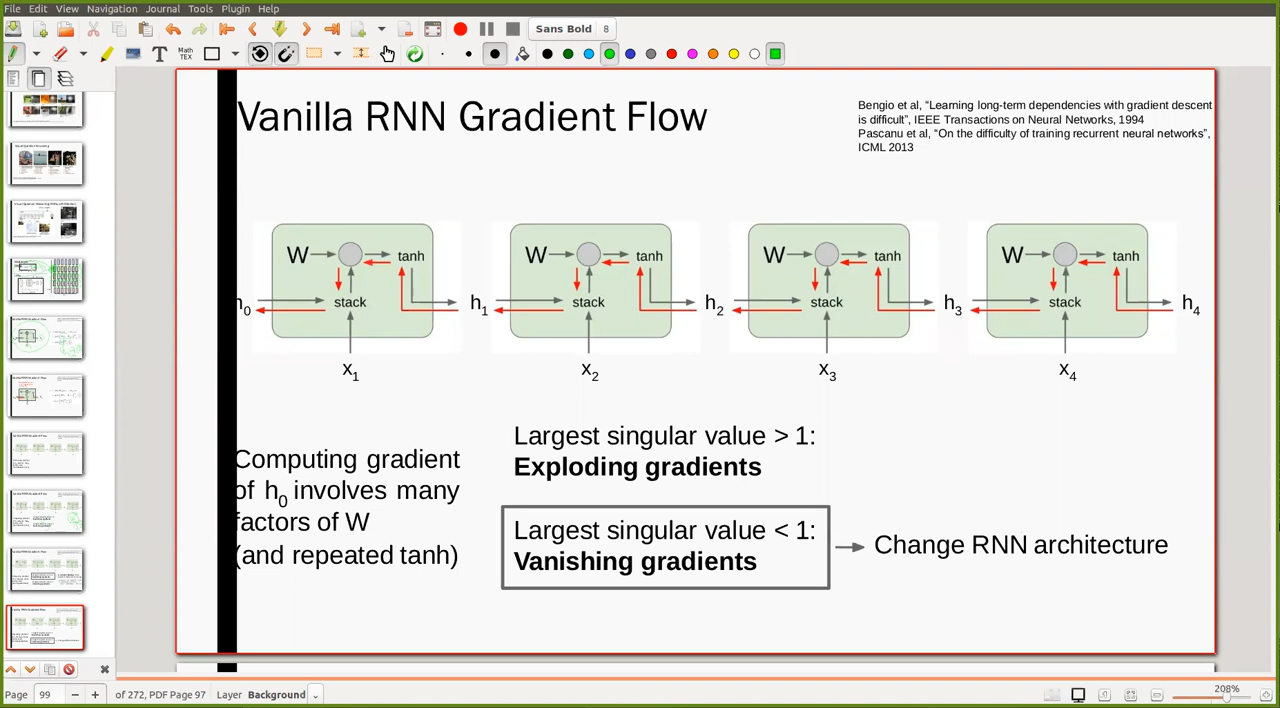 File Edit View Navigation Journal Tools Plugin Help
Sans Bold 8
T Math TEX
Vanilla RNN Gradient Flow
Bengio et al, “Learning long-term dependencies with gradient descent
is difficult”, IEEE Transactions on Neural Networks, 1994
Pascanu et al, “On the difficulty of training recurrent neural networks”,
ICML 2013
W tanh W tanh W tanh W tanh
h0 stack h1 stack h2 stack h3 stack h4
x1 x2 x3 x4
Largest singular value > 1:
Exploding gradients
Computing gradient
of h0 involves many
factors of W
(and repeated tanh)
Largest singular value < 1:
Vanishing gradients
Change RNN architecture
Page 99 of 272, PDF Page 97 Layer Background 208%